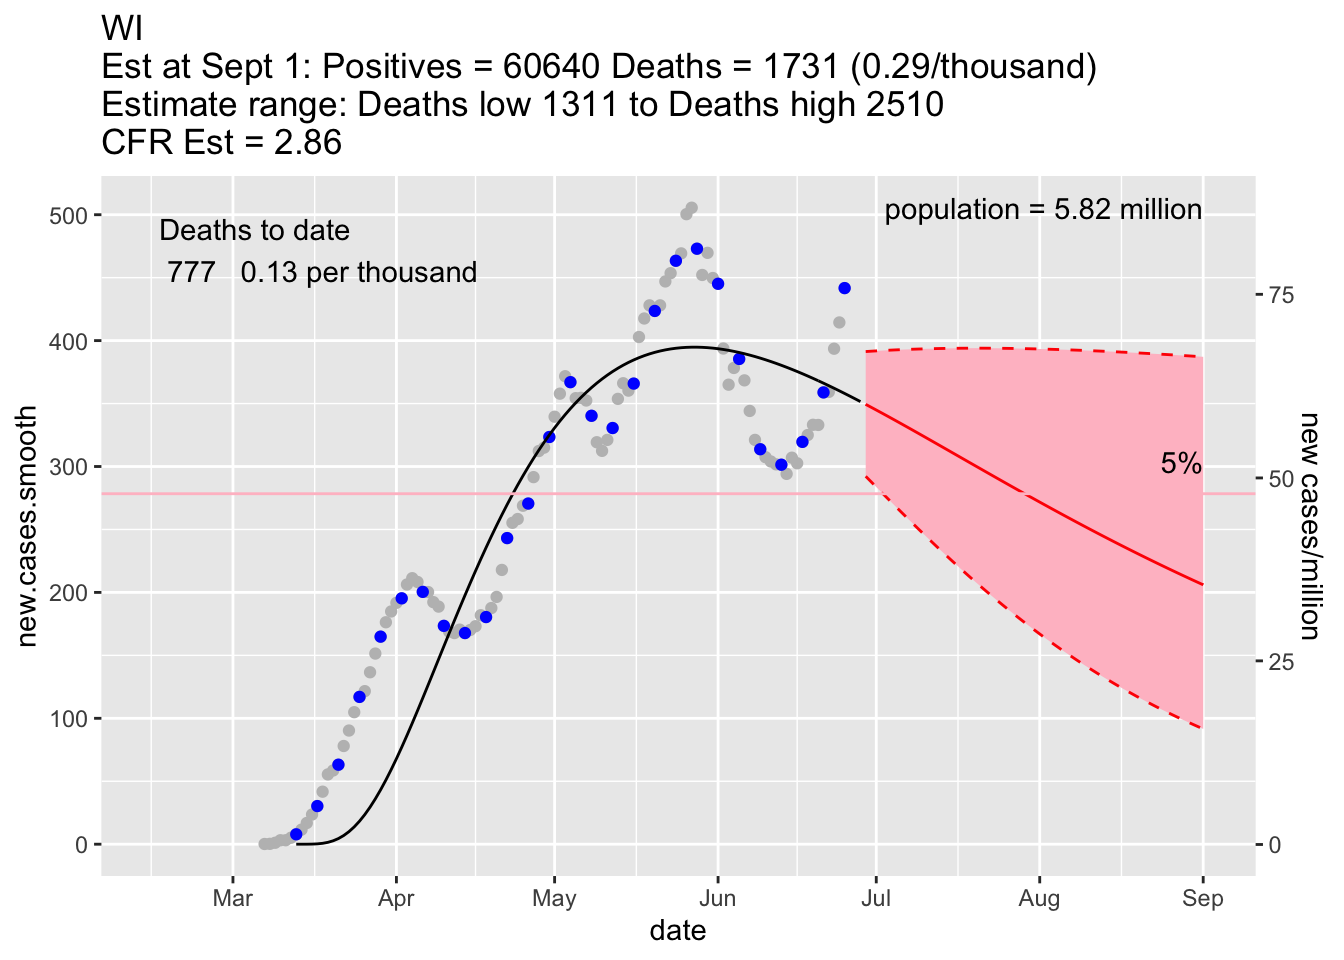 WI
Est at Sept 1: Positives = 60640 Deaths = 1731 (0.29/thousand)
Estimate range: Deaths low 1311 to Deaths high 2510
CFR Est = 2.86
Deaths to date
777 0.13 per thousand
population = 5.82 million
5%
500
400
300
200
100
0
new.cases.smooth
75
50
25
0
new cases/million
Mar Apr May Jun Jul Aug Sep
date